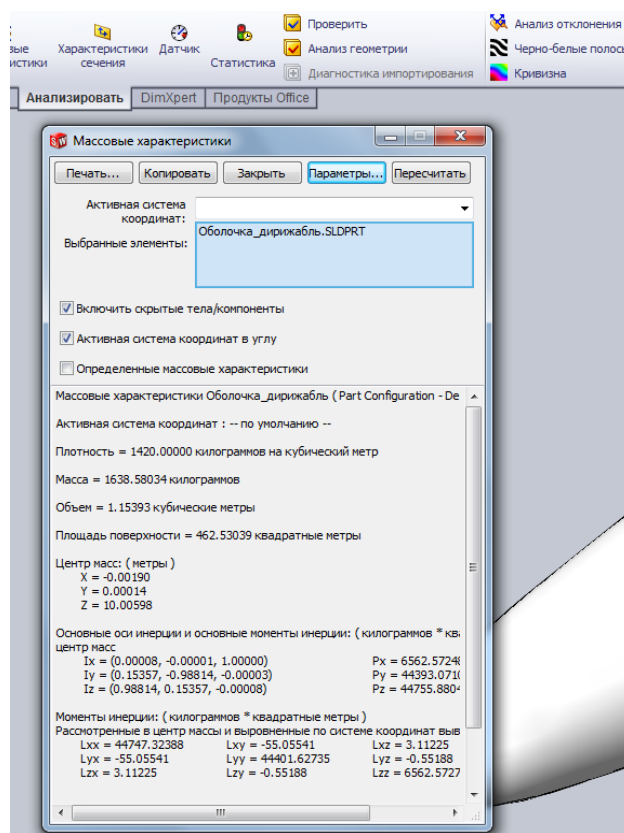 вые
истики
Характеристики
сечения
Датчик
Статистика
Проверить
Анализ геометрии
Диагностика импортирования
Анализ отклонения
Черно-белые полосы
Кривизна
Анализировать DimXpert Продукты Office
Массовые характеристики
Печать... Копировать Закрыть Параметры... Пересчитать
Активная система
координат:
Выбранные элементы: Оболочка_дирижабль.SLDPRT
Включить скрытые тела/компоненты
Активная система координат в углу
Определенные массовые характеристики
Массовые характеристики Оболочка_дирижабль ( Part Configuration - De
Активная система координат : -- по умолчанию --
Плотность = 1420.00000 килограммов на кубический метр
Масса = 1638.58034 килограммов
Объем = 1.15393 кубические метры
Площадь поверхности = 462.53039 квадратные метры
Центр масс: ( метры )
X = -0.00190
Y = 0.00014
Z = 10.00598
Основные оси инерции и основные моменты инерции: ( килограммов * ква
центр масс
Ix = (0.00008, -0.00001, 1.00000) Px = 6562.5724
Iy = (0.15357, -0.98814, -0.00003) Py = 44393.071
Iz = (0.98814, 0.15357, -0.00008) Pz = 44755.880
Моменты инерции: ( килограммов * квадратные метры )
Рассмотренные в центр массы и выровненные по системе координат выв
Lxx = 44747.32388 Lxy = -55.05541 Lxz = 3.11225
Lyx = -55.05541 Lyy = 44401.62735 Lyz = -0.55188
Lzx = 3.11225 Lzy = -0.55188 Lzz = 6562.5727